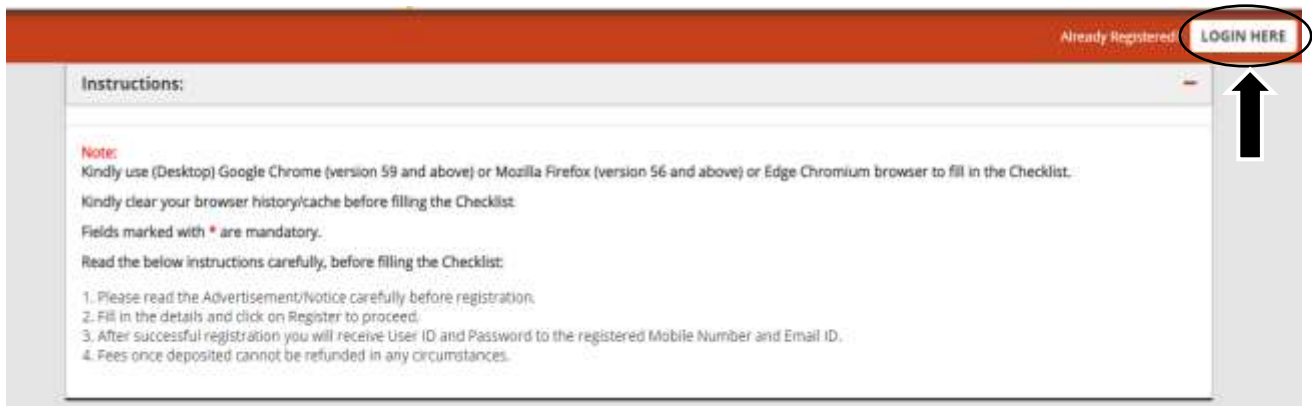 Already Registered LOGIN HERE
Instructions:
Note:
Kindly use (Desktop) Google Chrome (version 59 and above) or Mozilla Firefox (version 56 and above) or Edge Chromium browser to fill in the Checklist.
Kindly clear your browser history/cache before filling the Checklist
Fields marked with * are mandatory.
Read the below instructions carefully, before filling the Checklist:
1. Please read the Advertisement/Notice carefully before registration.
2. Fill in the details and click on Register to proceed.
3. After successful registration you will receive User ID and Password to the registered Mobile Number and Email ID.
4. Fees once deposited cannot be refunded in any circumstances.